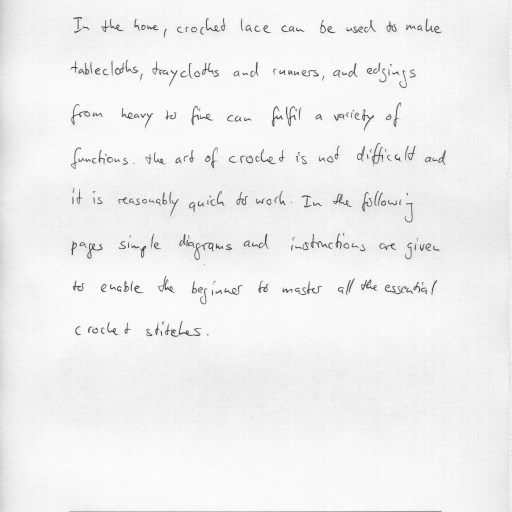 In the home, crochet lace can be used to make
tablecloths, traycloths and runners, and edgings
from heavy to fine can fulfil a variety of
functions. The art of crochet is not difficult and
it is reasonably quick to work. In the following
pages simple diagrams and instructions are given
to enable the beginner to master all the essential
crochet stitches.